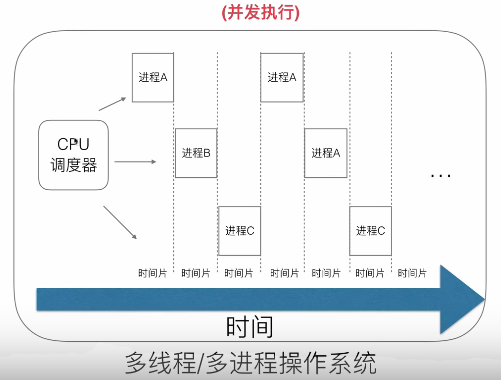 (并发执行)
进程A
进程A
CPU
调度器
进程B
进程A
进程C
进程C
...
时间片 时间片 时间片 时间片 时间片 时间片 时间片
时间
多线程/多进程操作系统